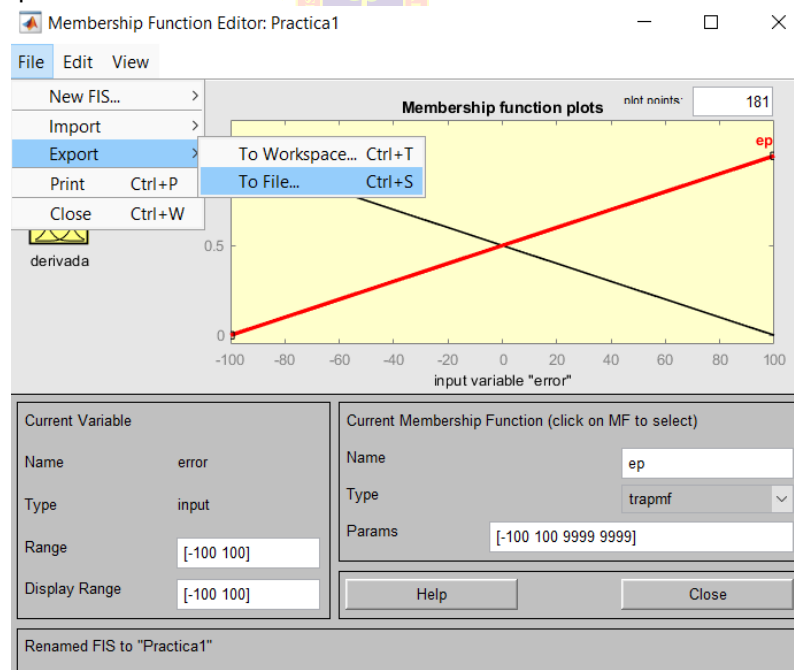 Membership Function Editor: Practica1
File Edit View
New FIS... >
Import >
Export >
Print Ctrl+P
Close Ctrl+W
To Workspace... Ctrl+T
To File... Ctrl+S
Membership function plots plot points: 181
ep
0.5
0
derivada
-100 -80 -60 -40 -20 0 20 40 60 80 100
input variable "error"
Current Variable
Name error
Type input
Range [-100 100]
Display Range [-100 100]
Current Membership Function (click on MF to select)
Name ep
Type trapmf
Params [-100 100 9999 9999]
Help Close
Renamed FIS to "Practica1"